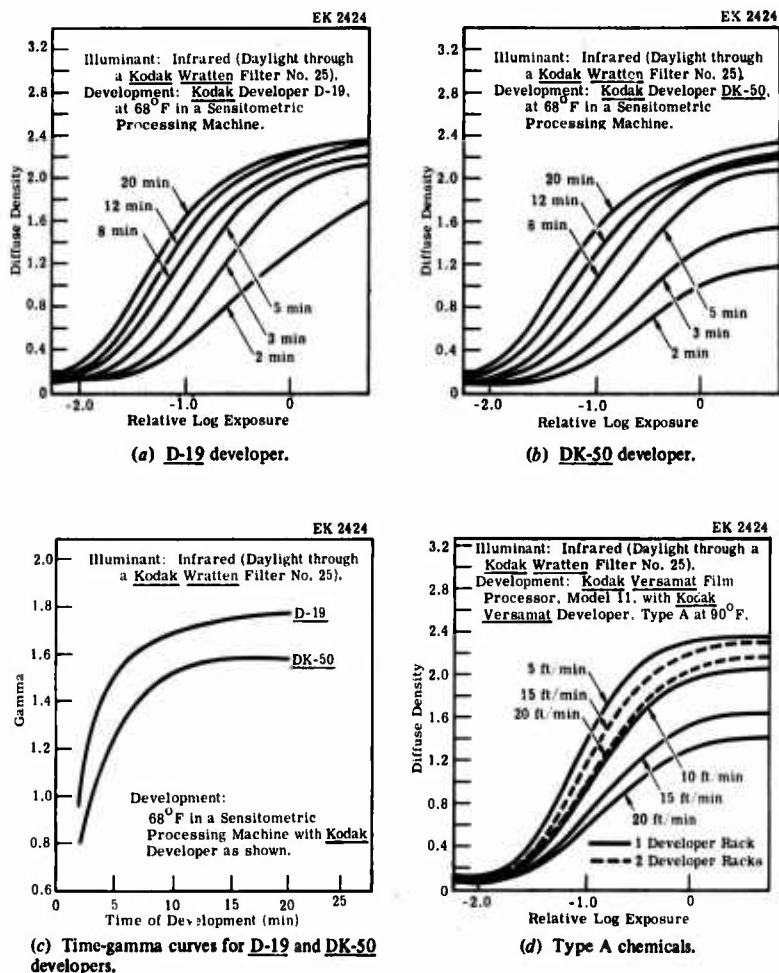 EK 2424
3.2
2.8
2.4
2.0
1.6
1.2
0.8
0.4
0
Diffuse Density
Illuminant: Infrared (Daylight through
a Kodak Wratten Filter No. 25).
Development: Kodak Developer D-19,
at 68°F in a Sensitometric
Processing Machine.
20 min
12 min
8 min
5 min
3 min
2 min
-2.0 -1.0 0
Relative Log Exposure
(a) D-19 developer.
EK 2424
3.2
2.8
2.4
2.0
1.6
1.2
0.8
0.4
0
Diffuse Density
Illuminant: Infrared (Daylight through
a Kodak Wratten Filter No. 25)
Development: Kodak Developer DK-50,
at 68°F in a Sensitometric
Processing Machine.
20 min
12 min
8 min
5 min
3 min
2 min
-2.0 -1.0 0
Relative Log Exposure
(b) DK-50 developer.
EK 2424
2.0
1.8
1.6
1.4
1.2
1.0
0.8
0.6
Gamma
Illuminant: Infrared (Daylight through
a Kodak Wratten Filter No. 25).
D-19
DK-50
Development:
68°F in a Sensitometric
Processing Machine with Kodak
Developer as shown.
0 5 10 15 20 25
Time of Development (min)
(c) Time-gamma curves for D-19 and DK-50
developers.
EK 2424
3.2
2.8
2.4
2.0
1.6
1.2
0.8
0.4
0
Diffuse Density
Illuminant: Infrared (Daylight through a
Kodak Wratten Filter No. 25).
Development: Kodak Versamat Film
Processor, Model 11, with Kodak
Versamat Developer, Type A at 90°F.
5 ft/min
15 ft/min
20 ft/min
10 ft/min
15 ft/min
20 ft/min
1 Developer Rack
2 Developer Racks
-2.0 -1.0 0
Relative Log Exposure
(d) Type A chemicals.